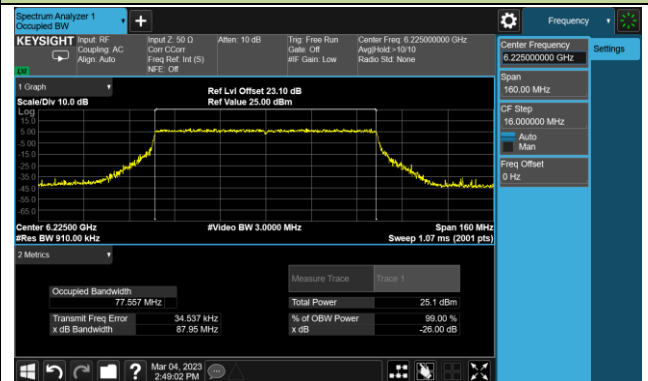 Spectrum Analyzer 1
Occupied BW
Frequency
KEYSIGHT
Input: RF
Coupling: AC
Align: Auto
Input Z: 50 Ω
Corr CCorr
Freq Ref: Int (S)
NFE: Off
Atten: 10 dB
Trig: Free Run
Gate: Off
#IF Gain: Low
Center Freq: 6.225000000 GHz
Avg|Hold:>10/10
Radio Std: None
Center Frequency
6.225000000 GHz
Settings
Span
160.00 MHz
CF Step
16.000000 MHz
Auto
Man
Freq Offset
0 Hz
1 Graph
Scale/Div 10.0 dB
Ref Lvl Offset 23.10 dB
Ref Value 25.00 dBm
Log
15.0
5.00
-5.00
-15.0
-25.0
-35.0
-45.0
-55.0
-65.0
Center 6.22500 GHz
#Res BW 910.00 kHz
#Video BW 3.0000 MHz
Span 160 MHz
Sweep 1.07 ms (2001 pts)
2 Metrics
Measure Trace
Trace 1
Occupied Bandwidth
77.557 MHz
Total Power
25.1 dBm
Transmit Freq Error
34.537 kHz
% of OBW Power
99.00 %
x dB Bandwidth
87.95 MHz
x dB
-26.00 dB
Mar 04, 2023
2:49:02 PM